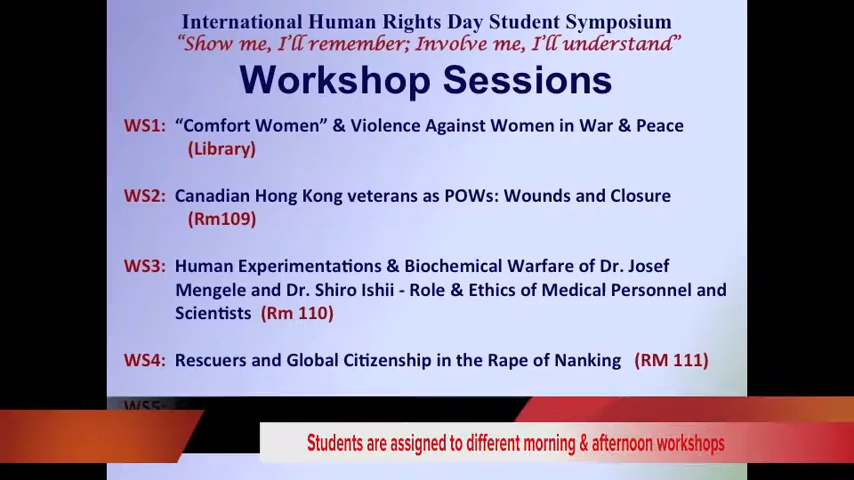 International Human Rights Day Student Symposium
“Show me, I’ll remember; Involve me, I’ll understand”
Workshop Sessions
WS1: “Comfort Women” & Violence Against Women in War & Peace
(Library)
WS2: Canadian Hong Kong veterans as POWs: Wounds and Closure
(Rm109)
WS3: Human Experimentations & Biochemical Warfare of Dr. Josef
Mengele and Dr. Shiro Ishii - Role & Ethics of Medical Personnel and
Scientists (Rm 110)
WS4: Rescuers and Global Citizenship in the Rape of Nanking (RM 111)
WS5:
Students are assigned to different morning & afternoon workshops